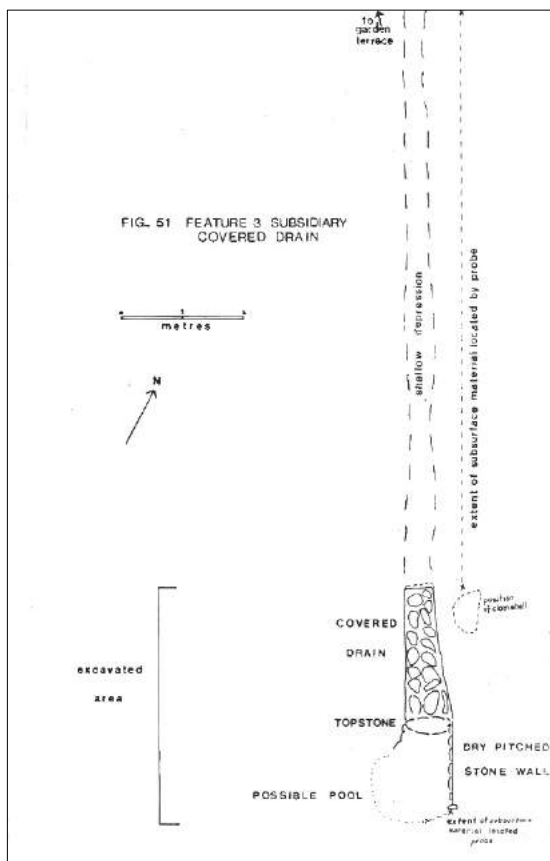 to
garden
terrace
FIG. 51 FEATURE 3 SUBSIDIARY
COVERED DRAIN
metres
N
shallow depression
extent of subsurface material located by probe
position
of clamshell
COVERED
DRAIN
excavated
area
TOPSTONE
DRY PITCHED
STONE WALL
POSSIBLE POOL
extent of subsurface
material located
probe